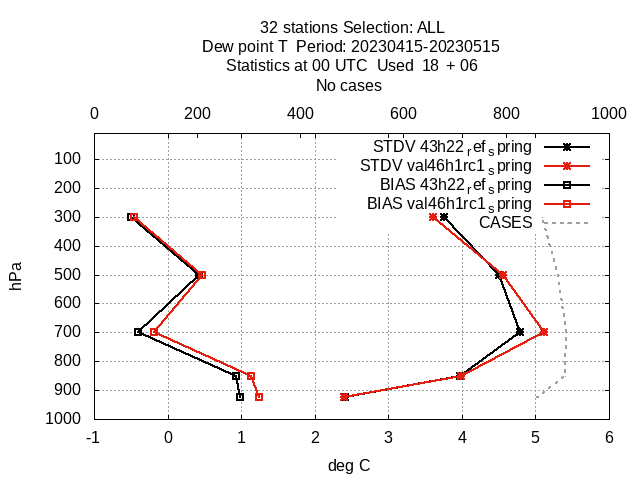 32 stations Selection: ALL
Dew point T  Period: 20230415-20230515
Statistics at 00 UTC  Used  18  + 06
No cases
0 200 400 600 800 1000
STDV 43h22_ref_spring
STDV val46h1rc1_spring
BIAS 43h22_ref_spring
BIAS val46h1rc1_spring
CASES
100
200
300
400
500
600
700
800
900
1000
hPa
-1 0 1 2 3 4 5 6
deg C